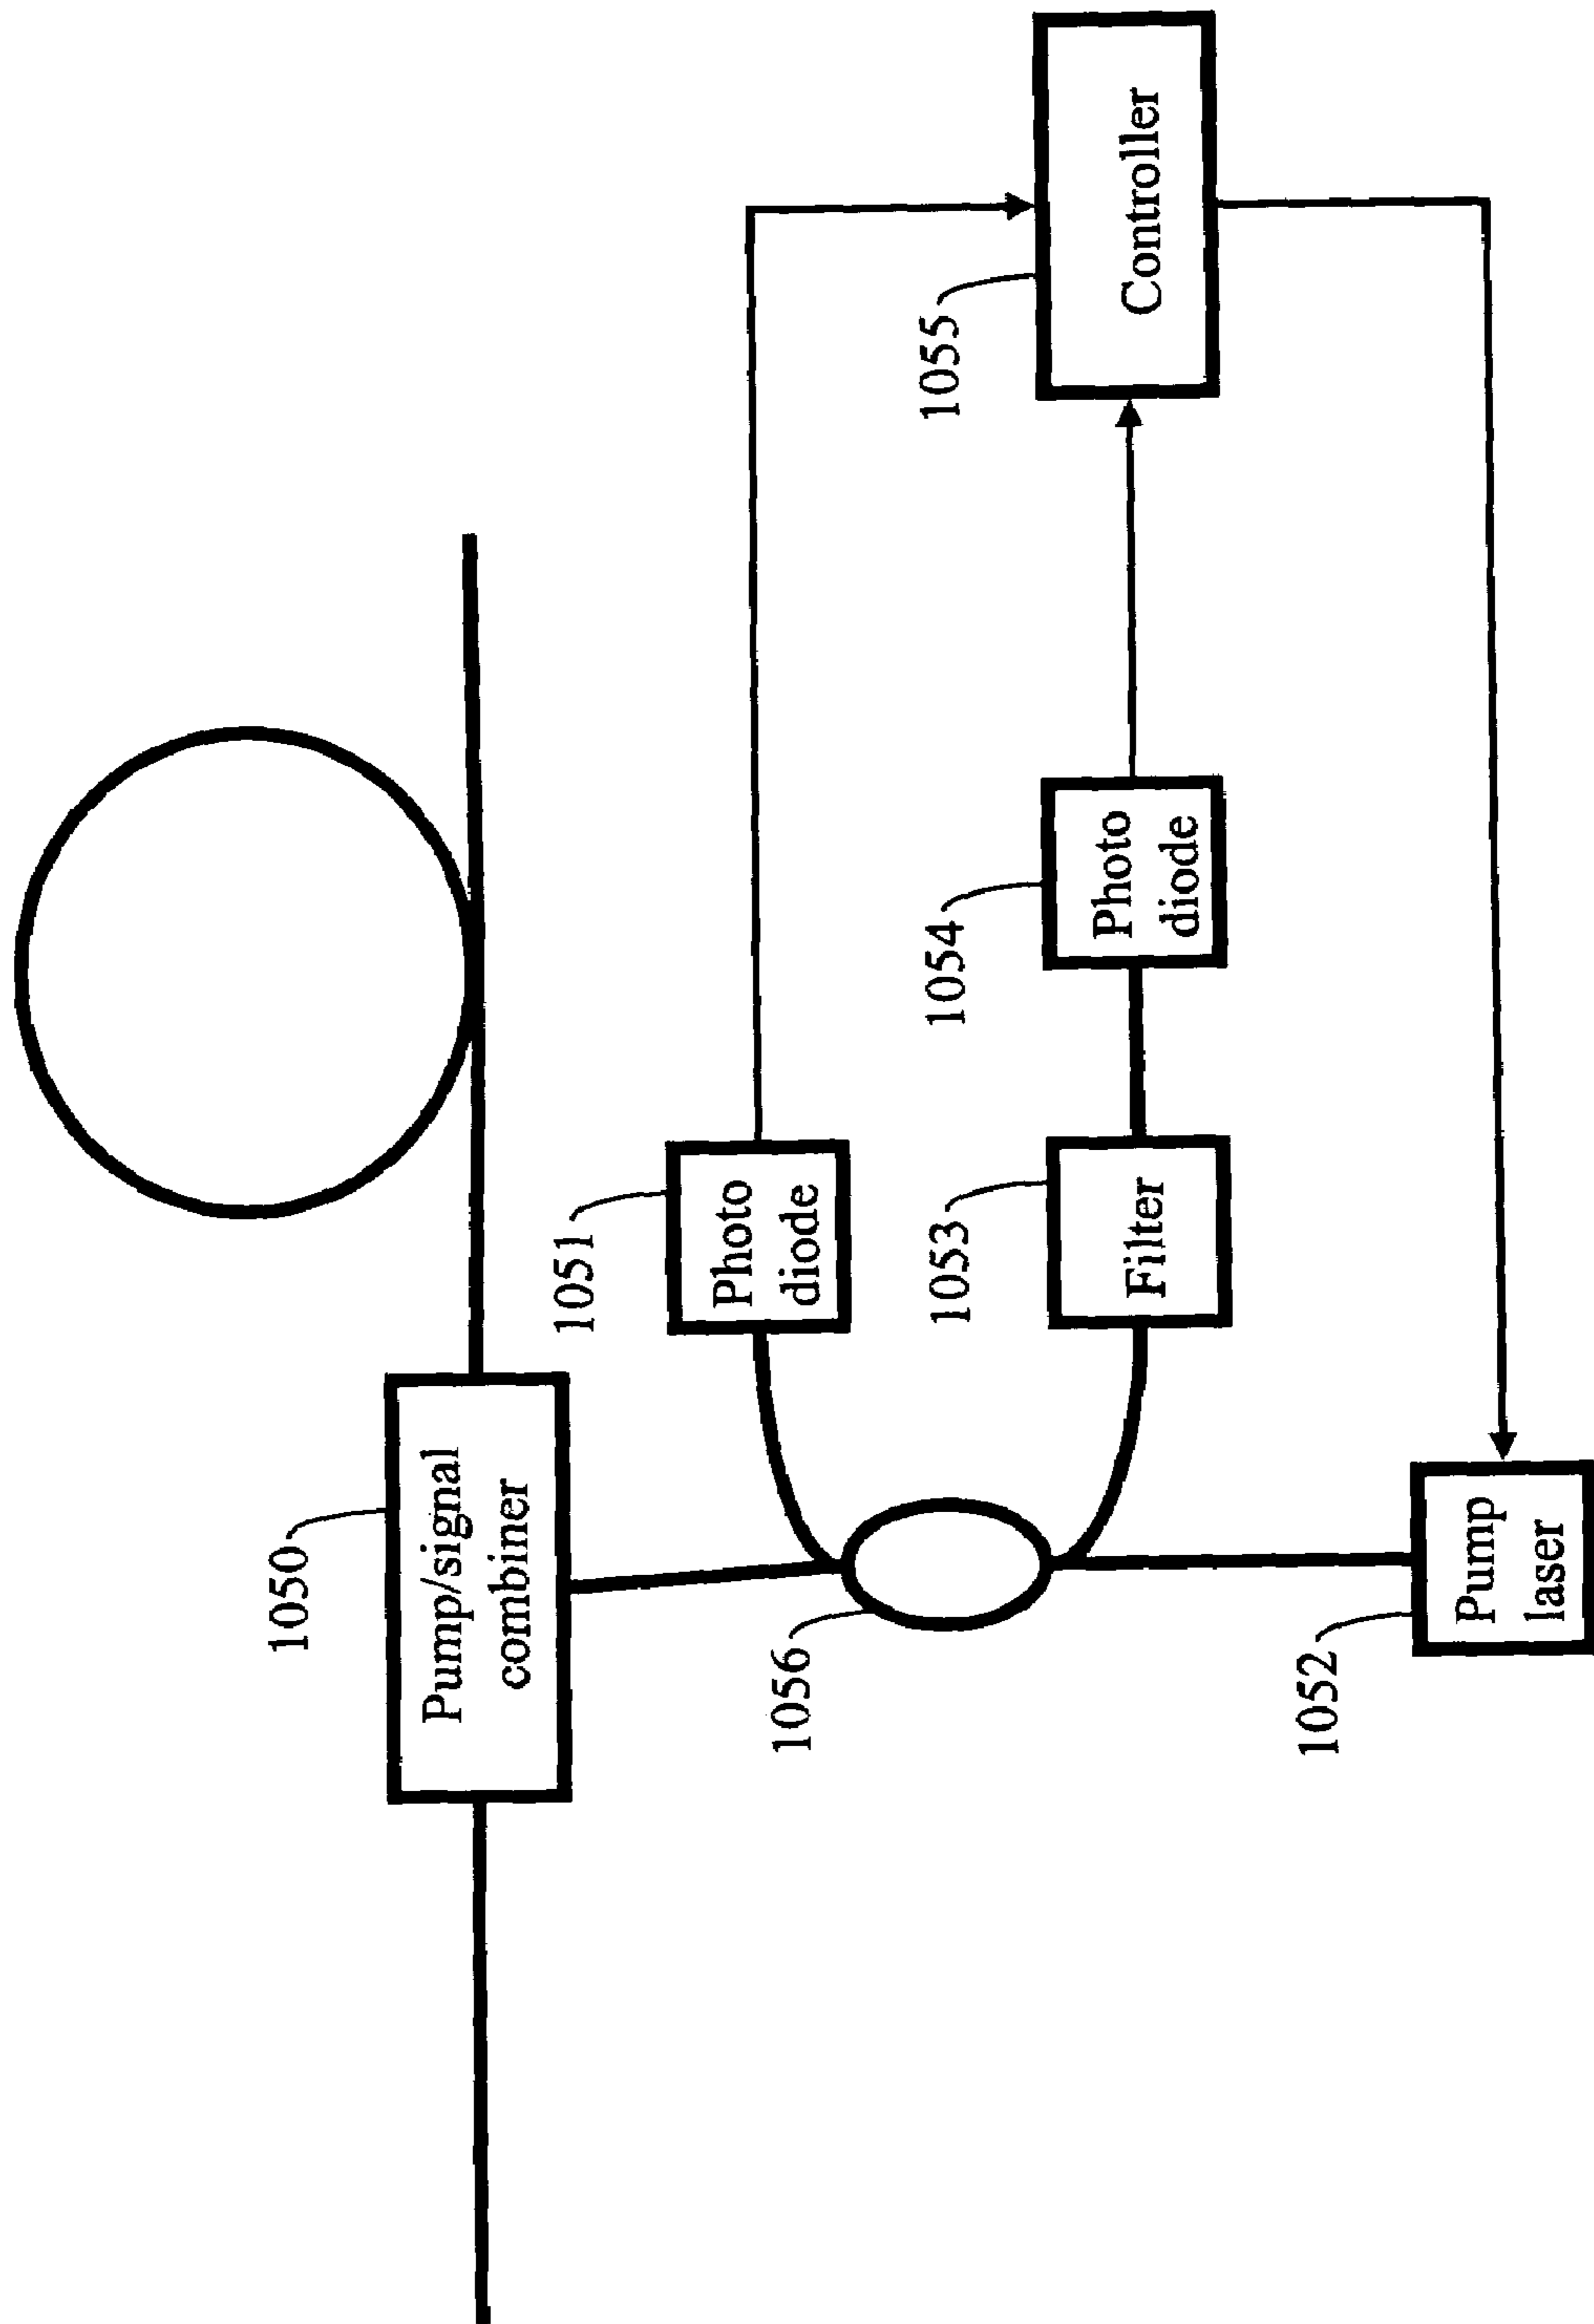 1050
Pump/signal
combiner
1051
Photo
diode
1056
1053
Filter
1054
Photo
diode
1055
Controller
1052
Pump
laser